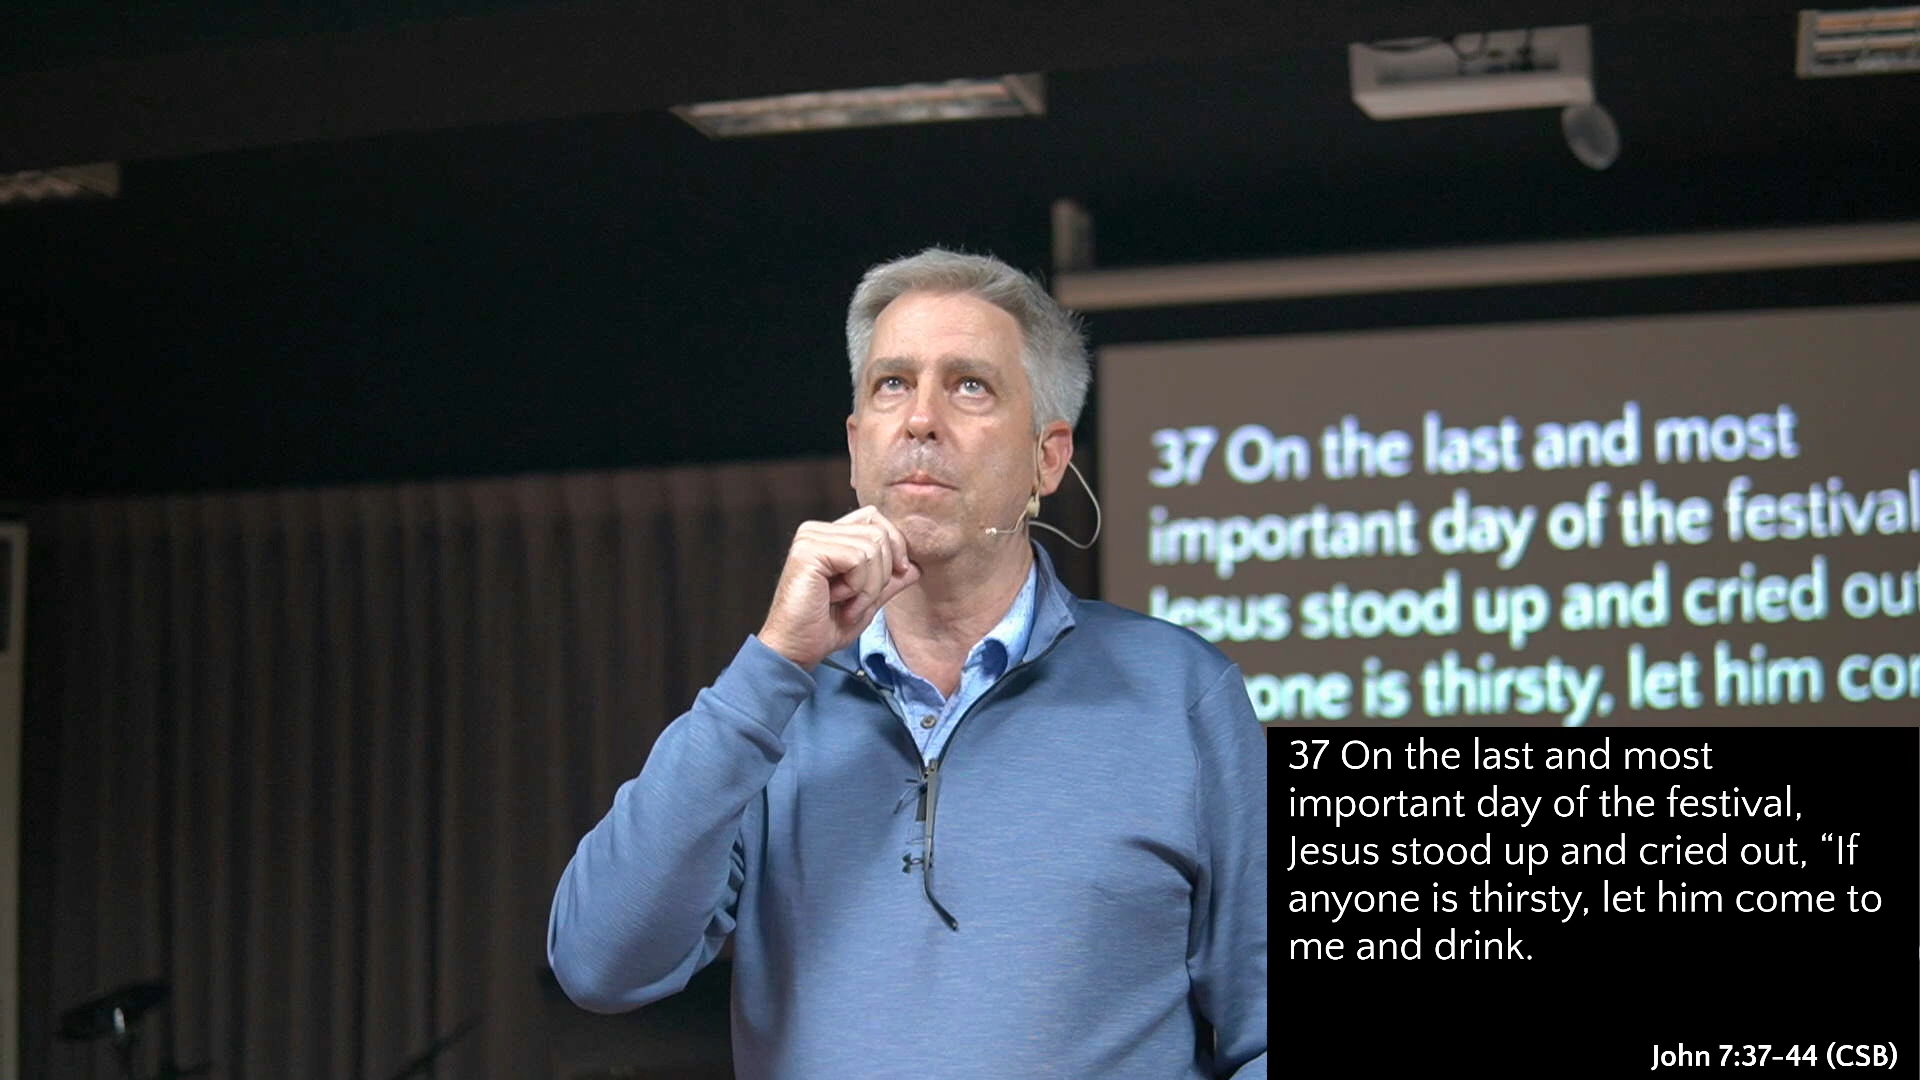 37 On the last and most
important day of the festival
Jesus stood up and cried out
one is thirsty, let him
37 On the last and most
important day of the festival,
Jesus stood up and cried out, “If
anyone is thirsty, let him come to
me and drink.
John 7:37-44 (CSB)